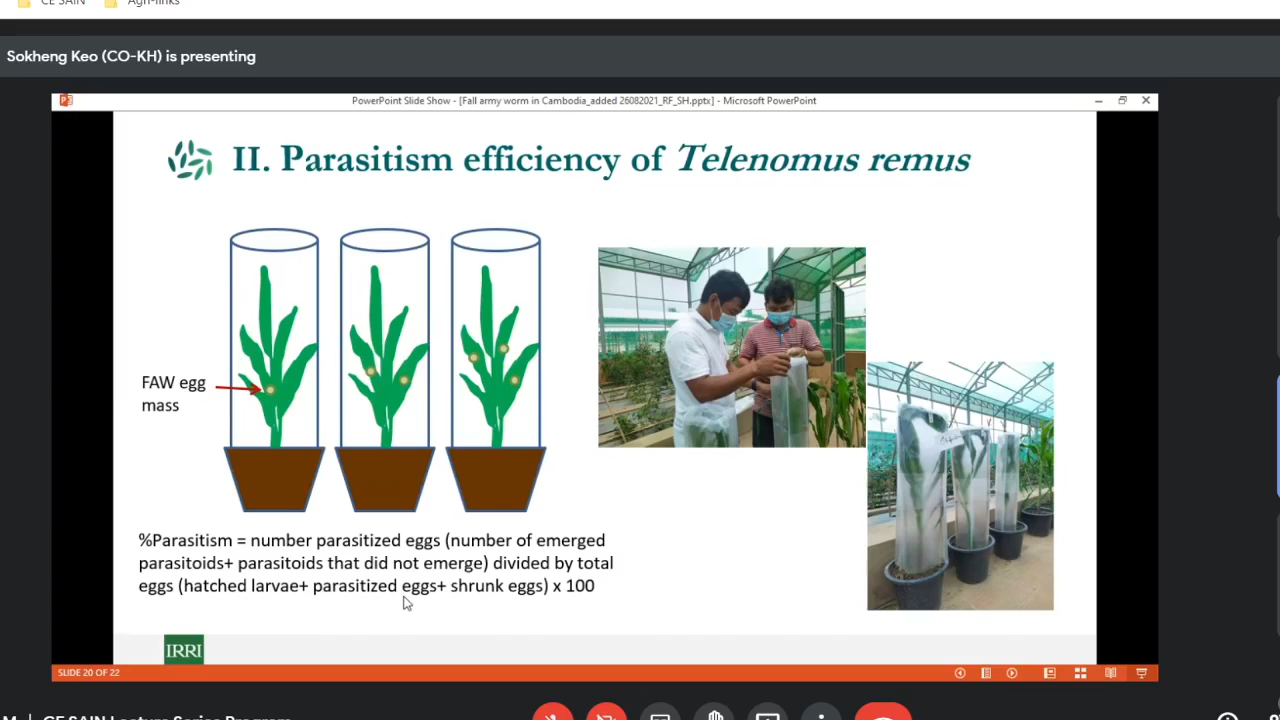 CE SAIN
Agri-links
Sokheng Keo (CO-KH) is presenting
PowerPoint Slide Show - [Fall army worm in Cambodia_added 26082021_RF_SH.pptx] - Microsoft PowerPoint
II. Parasitism efficiency of Telenomus remus
FAW egg
mass
%Parasitism = number parasitized eggs (number of emerged
parasitoids+ parasitoids that did not emerge) divided by total
eggs (hatched larvae+ parasitized eggs+ shrunk eggs) x 100
IRRI
SLIDE 20 OF 22
CE SAIN Lecture Series Program